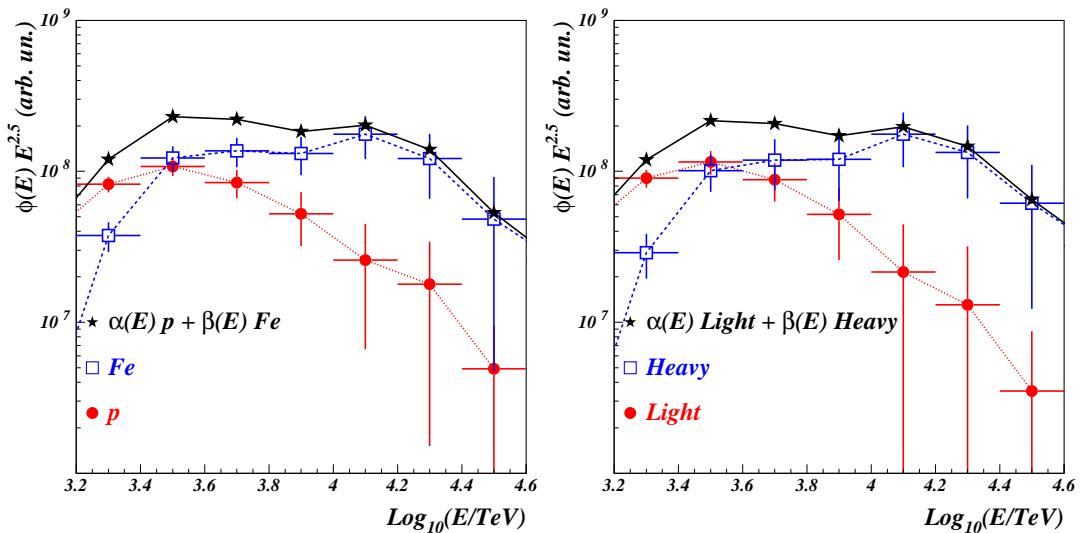 ϕ(E) E^2.5 (arb. un.)
10^9
10^8
10^7
α(E) p + β(E) Fe
Fe
p
3.2 3.4 3.6 3.8 4 4.2 4.4 4.6
Log10(E/TeV)
ϕ(E) E^2.5 (arb. un.)
10^9
10^8
10^7
α(E) Light + β(E) Heavy
Heavy
Light
3.2 3.4 3.6 3.8 4 4.2 4.4 4.6
Log10(E/TeV)